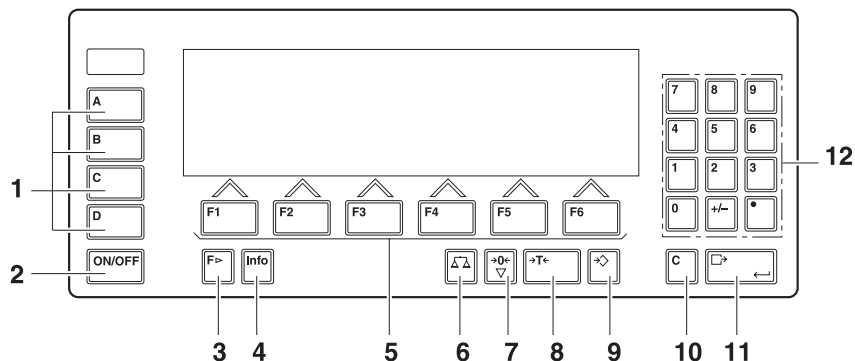 A
B
C
D
ON/OFF
F1 F2 F3 F4 F5 F6
F▹ Info →0← →T← →◇
7 8 9
4 5 6
1 2 3
0 +/– •
C
1
2
12
3 4 5 6 7 8 9 10 11